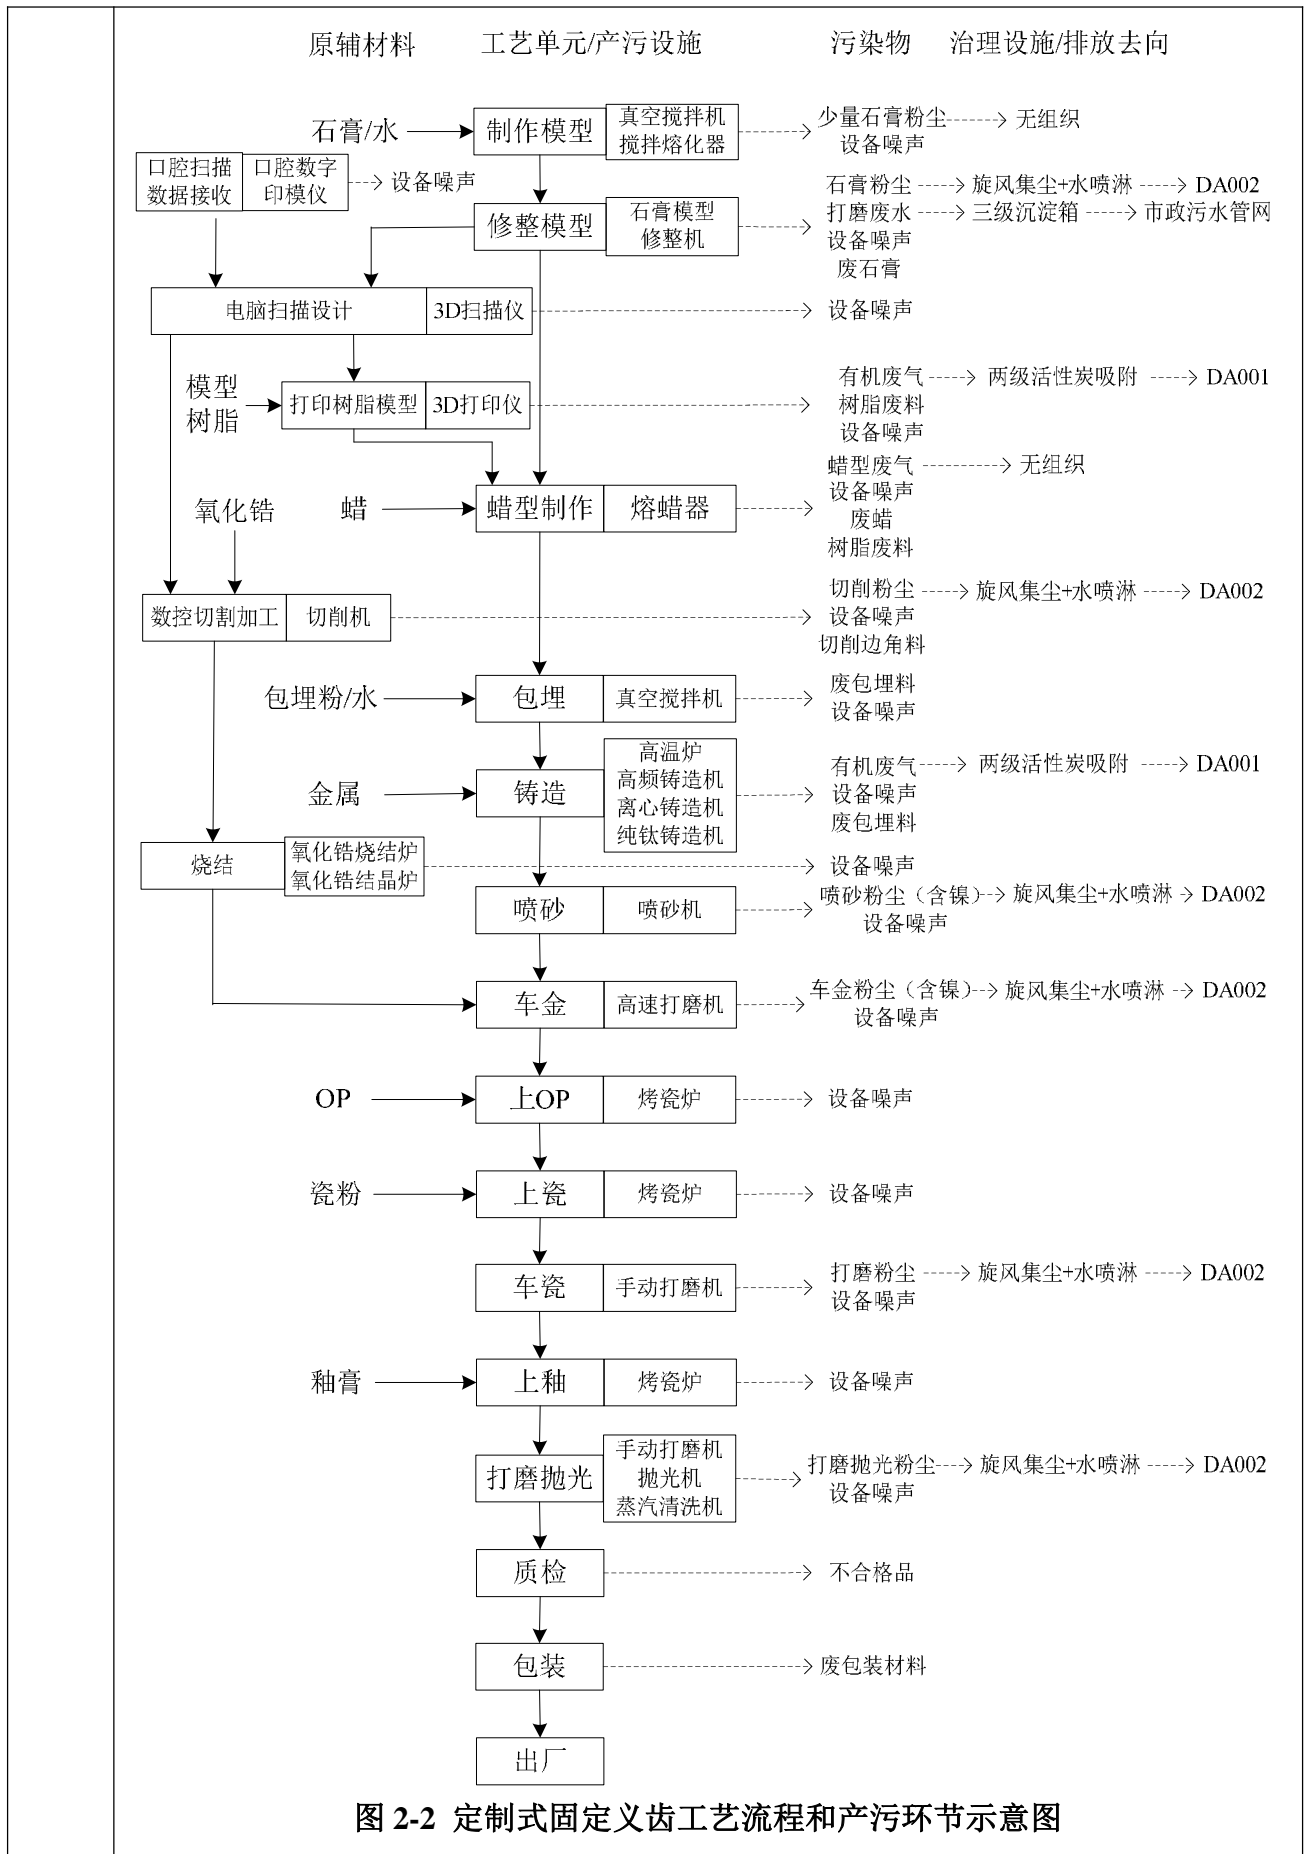 原辅材料 工艺单元/产污设施 污染物 治理设施/排放去向
石膏/水 制作模型 真空搅拌机 少量石膏粉尘 无组织
搅拌熔化器 设备噪声
口腔扫描 口腔数字 设备噪声
数据接收 印模仪
石膏粉尘 旋风集尘+水喷淋 DA002
修整模型 石膏模型 打磨废水 三级沉淀箱 市政污水管网
修整机 设备噪声
废石膏
电脑扫描设计 3D扫描仪 设备噪声
模型
树脂
打印树脂模型 3D打印仪
有机废气 两级活性炭吸附 DA001
树脂废料
设备噪声
蜡型废气 无组织
蜡 蜡型制作 熔蜡器 设备噪声
废蜡
树脂废料
氧化锆
数控切割加工 切削机
切削粉尘 旋风集尘+水喷淋 DA002
设备噪声
切削边角料
包埋粉/水 包埋 真空搅拌机 废包埋料
设备噪声
金属 铸造 高温炉
高频铸造机
离心铸造机
纯钛铸造机
有机废气 两级活性炭吸附 DA001
设备噪声
废包埋料
烧结 氧化锆烧结炉 设备噪声
氧化锆结晶炉
喷砂 喷砂机 喷砂粉尘（含镍） 旋风集尘+水喷淋 DA002
设备噪声
车金 高速打磨机 车金粉尘（含镍） 旋风集尘+水喷淋 DA002
设备噪声
OP 上OP 烤瓷炉 设备噪声
瓷粉 上瓷 烤瓷炉 设备噪声
车瓷 手动打磨机 打磨粉尘 旋风集尘+水喷淋 DA002
设备噪声
釉膏 上釉 烤瓷炉 设备噪声
打磨抛光 手动打磨机
抛光机
蒸汽清洗机
打磨抛光粉尘 旋风集尘+水喷淋 DA002
设备噪声
质检 不合格品
包装 废包装材料
出厂
图 2-2 定制式固定义齿工艺流程和产污环节示意图